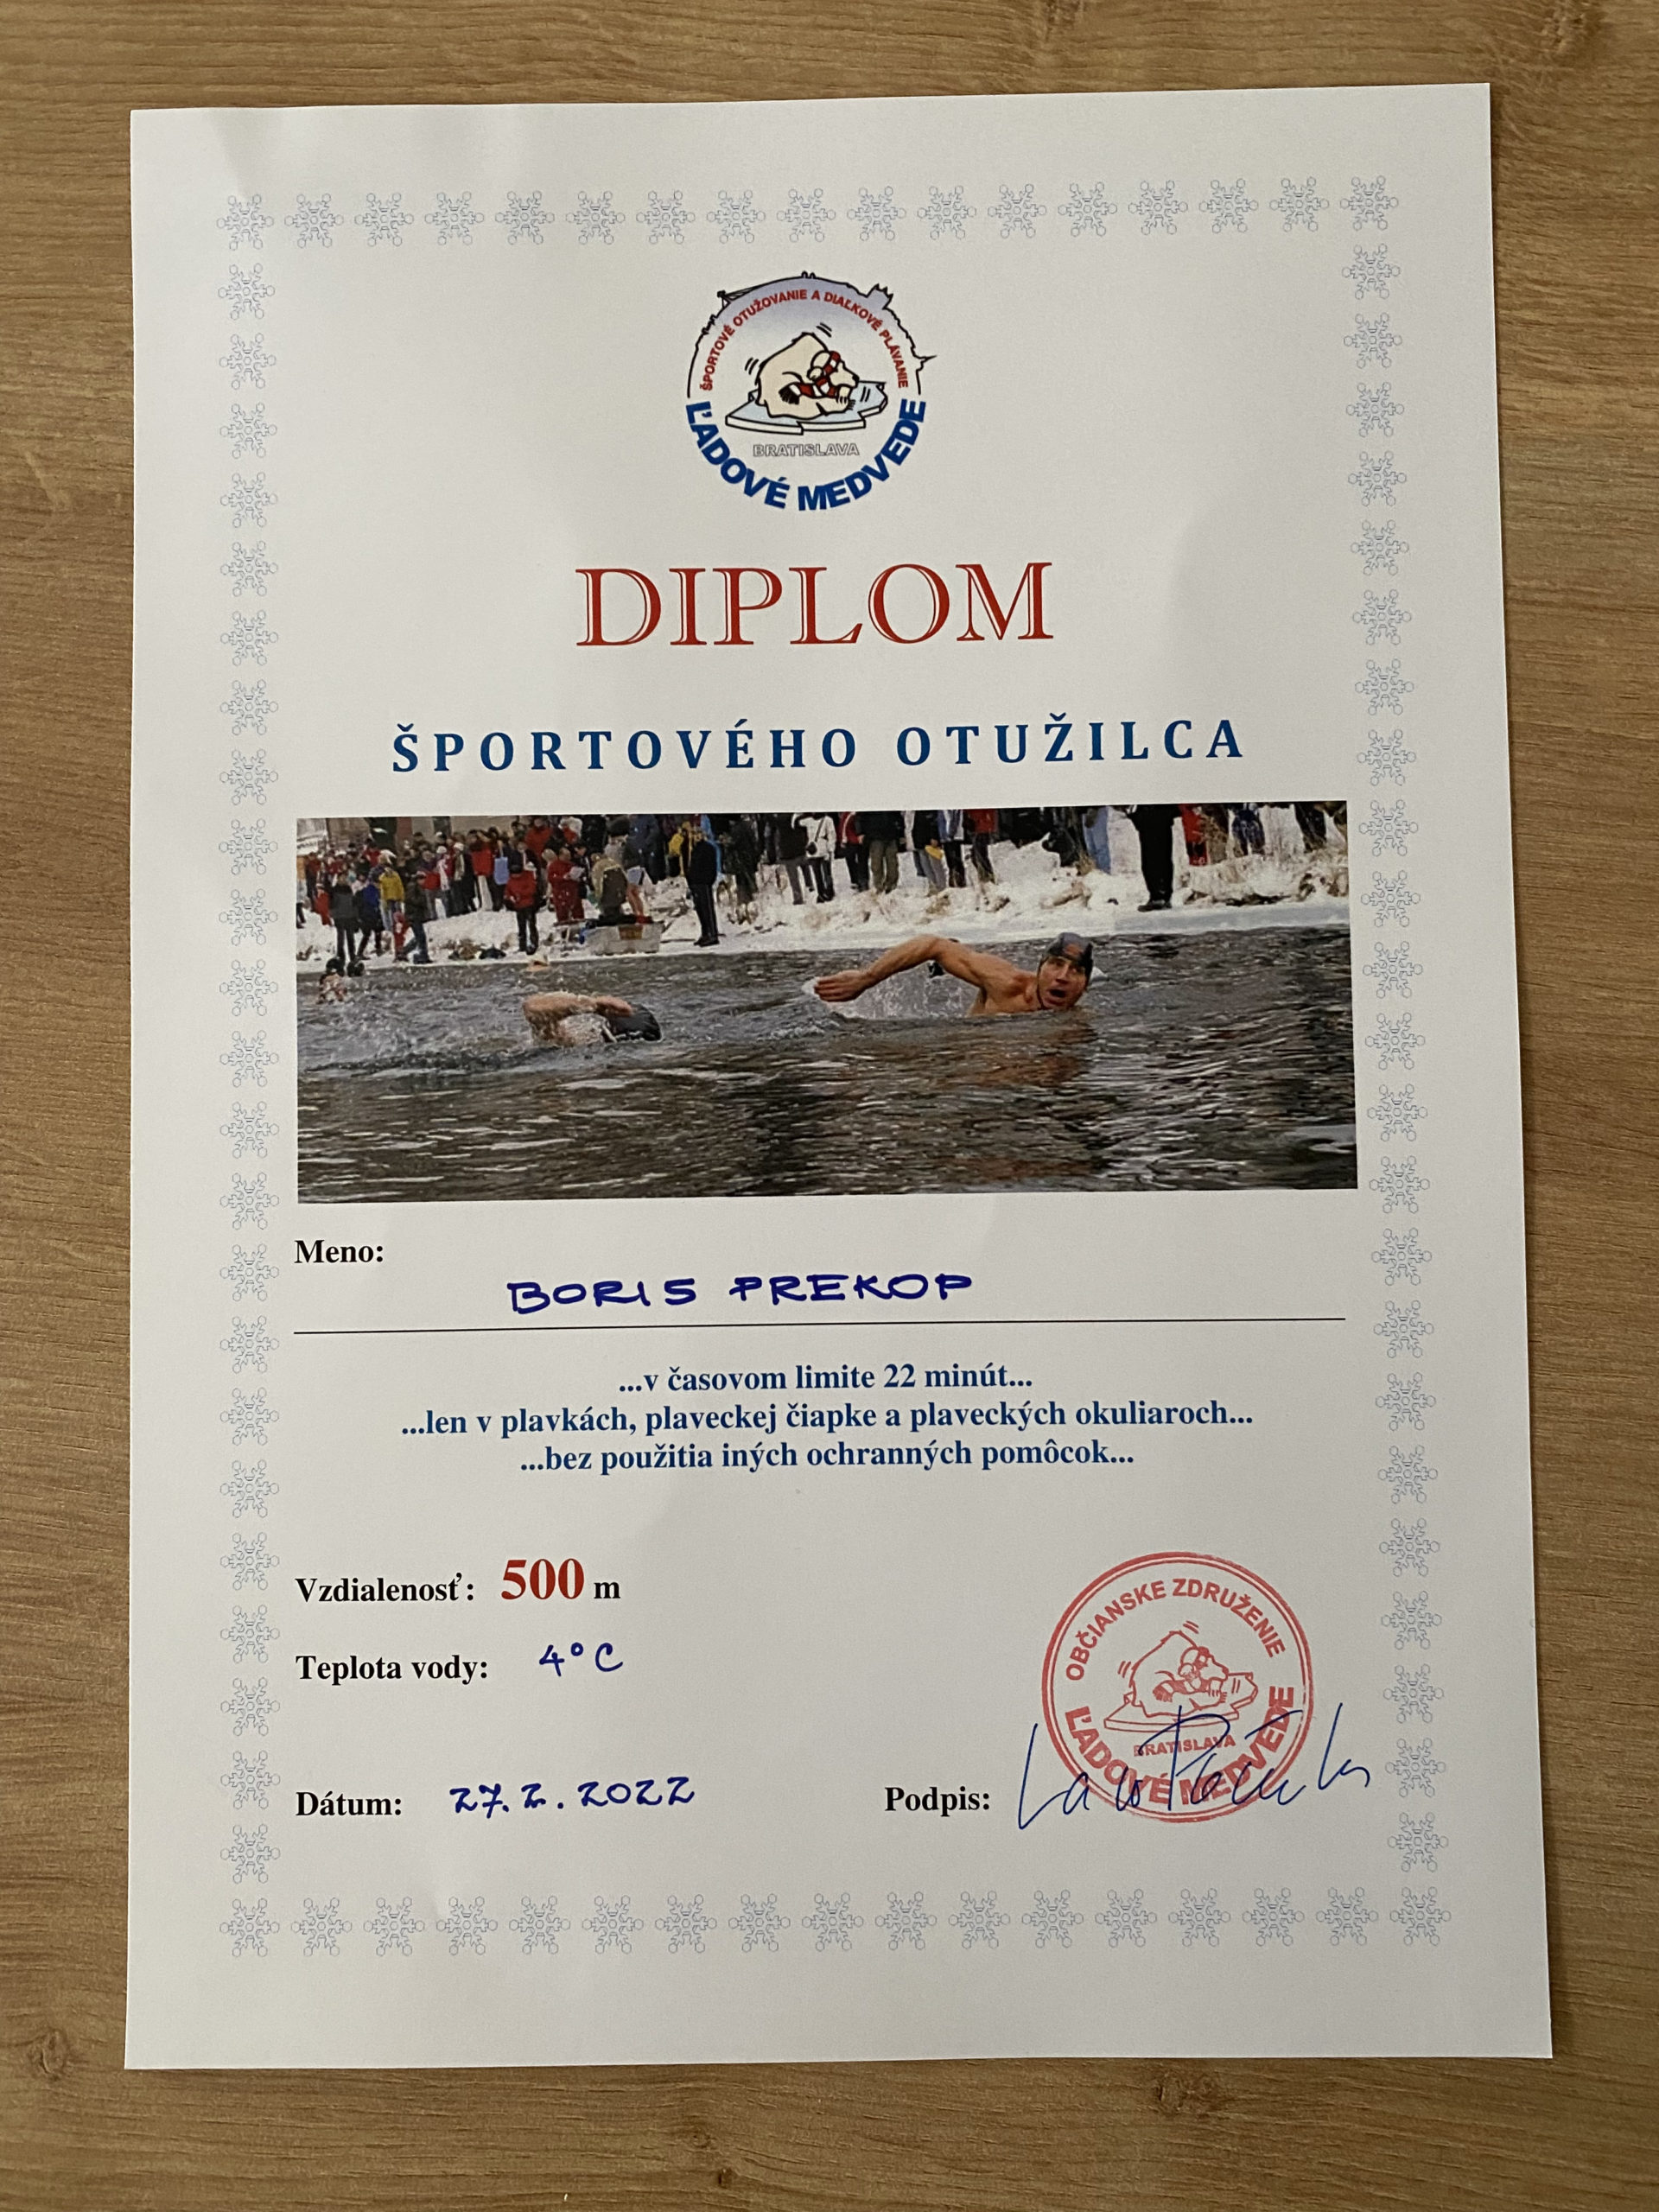 ŠPORTOVÉ OTUŽOVANIE A DIAĽKOVÉ PLÁVANIE
BRATISLAVA
ĽADOVÉ MEDVEDE
DIPLOM
ŠPORTOVÉHO OTUŽILCA
Meno:
BORIS PREKOP
...v časovom limite 22 minút...
...len v plavkách, plaveckej čiapke a plaveckých okuliaroch...
...bez použitia iných ochranných pomôcok...
Vzdialenosť: 500 m
Teplota vody: 4°C
OBČIANSKE ZDRUŽENIE
BRATISLAVA
ĽADOVÉ MEDVEDE
Dátum: 27.2.2022
Podpis: